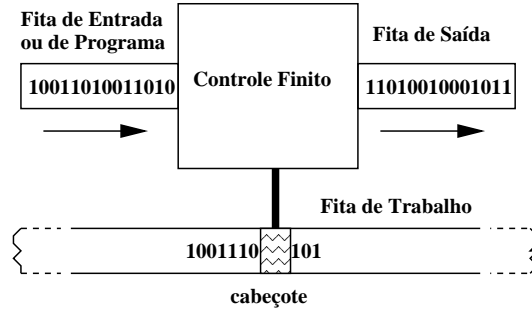 Fita de Entrada
ou de Programa
Fita de Saída
10011010011010
Controle Finito
11010010001011
Fita de Trabalho
1001110 101
cabeçote